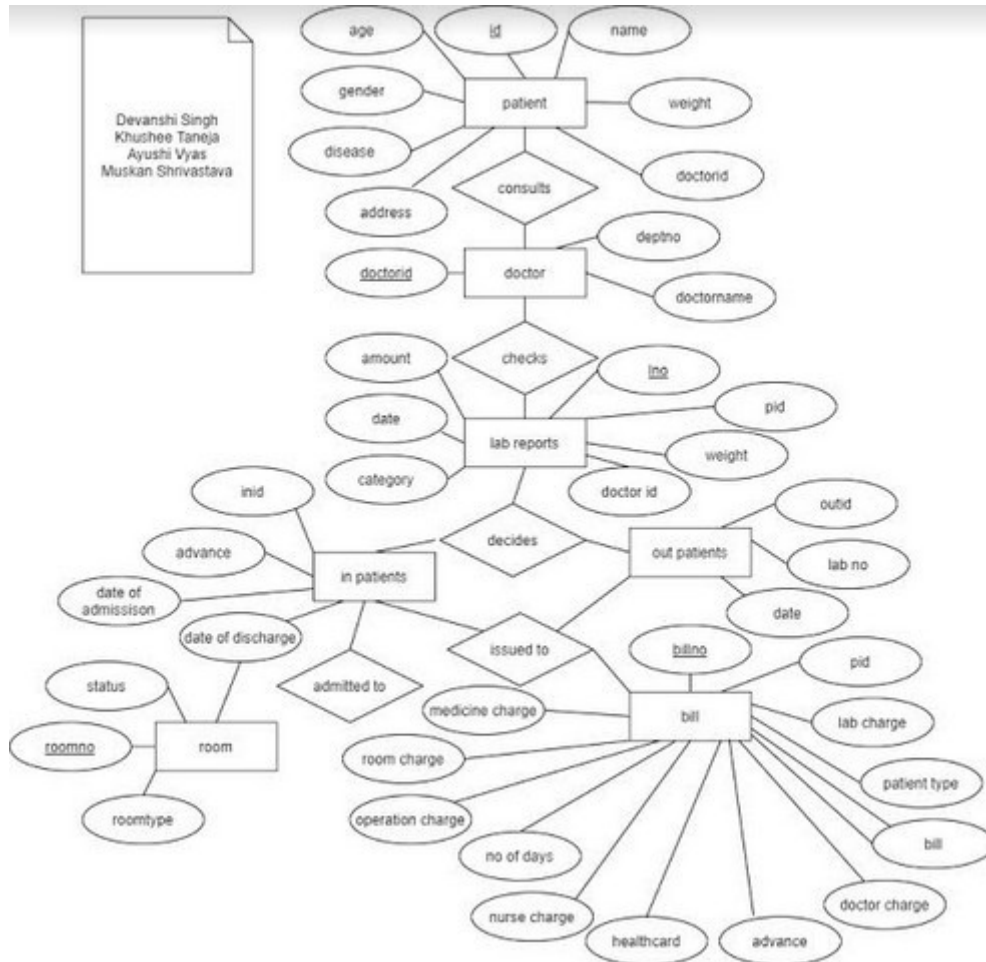 Devanshi Singh
Khushee Taneja
Ayushi Vyas
Muskan Shrivastava
age
id
name
gender
patient
weight
disease
consults
doctorid
address
deptno
doctorid
doctor
doctorname
amount
checks
lno
date
pid
lab reports
weight
category
doctor id
inid
outid
advance
decides
out patients
lab no
in patients
date of
admissison
date
date of discharge
issued to
billno
pid
status
admitted to
medicine charge
bill
lab charge
roomno
room
room charge
patient type
roomtype
operation charge
bill
no of days
doctor charge
nurse charge
healthcard
advance